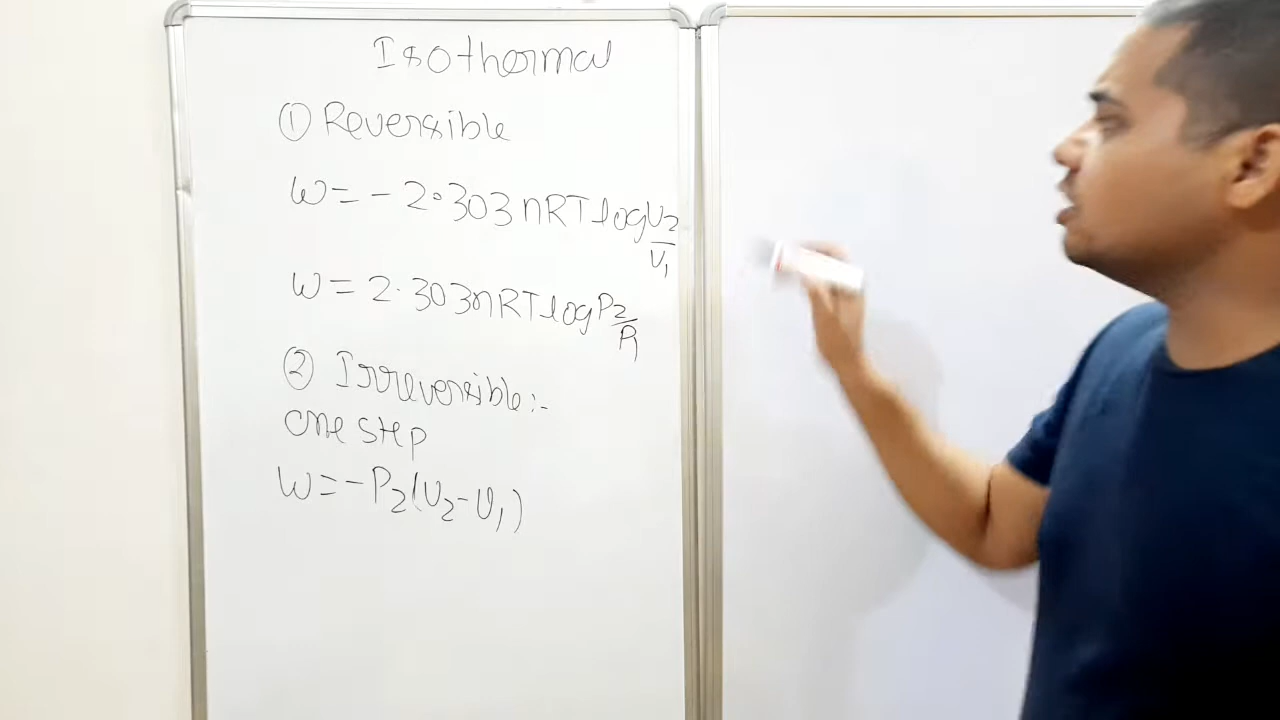 Isothermal
① Reversible
W = - 2.303 nRT log V2/V1
W = 2.303 nRT log P2/P1
② Irreversible:-
one step
W = -P2(V2-V1)